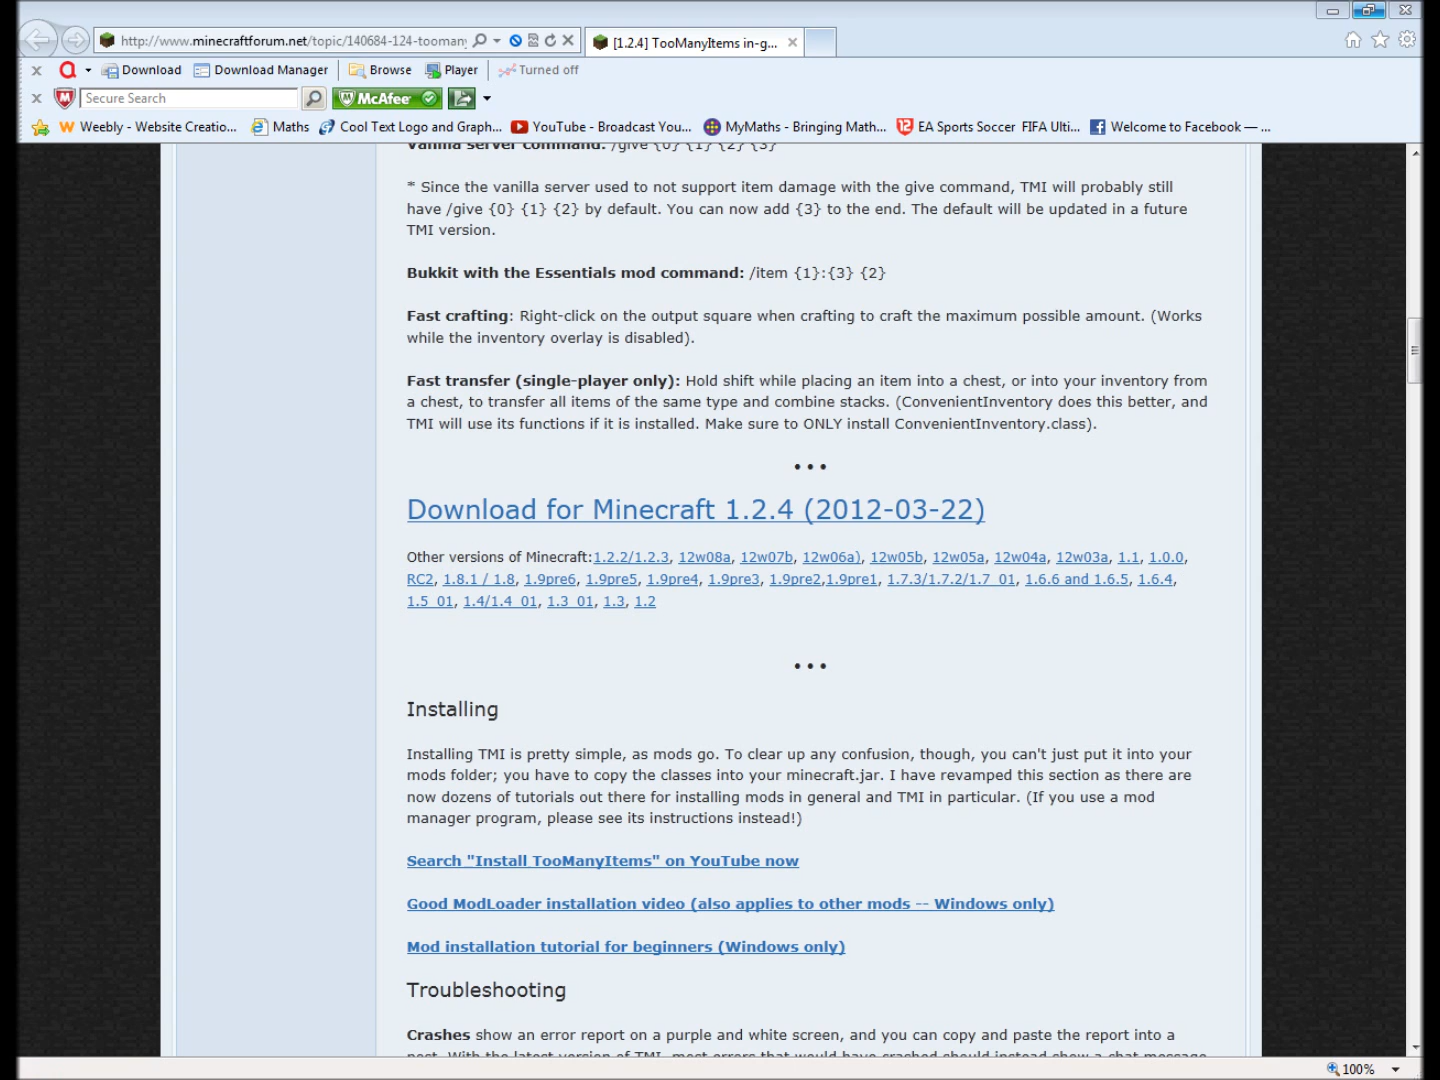 http://www.minecraftforum.net/topic/140684-124-tooman
[1.2.4] TooManyItems in-g...
Download
Download Manager
Browse
Player
Turned off
Secure Search
McAfee
Weebly - Website Creatio...
Maths
Cool Text Logo and Graph...
YouTube - Broadcast You...
MyMaths - Bringing Math...
EA Sports Soccer FIFA Ulti...
Welcome to Facebook — ...
Vanilla server command: /give {0} {1} {2} {3}
* Since the vanilla server used to not support item damage with the give command, TMI will probably still
have /give {0} {1} {2} by default. You can now add {3} to the end. The default will be updated in a future
TMI version.
Bukkit with the Essentials mod command: /item {1}:{3} {2}
Fast crafting: Right-click on the output square when crafting to craft the maximum possible amount. (Works
while the inventory overlay is disabled).
Fast transfer (single-player only): Hold shift while placing an item into a chest, or into your inventory from
a chest, to transfer all items of the same type and combine stacks. (ConvenientInventory does this better, and
TMI will use its functions if it is installed. Make sure to ONLY install ConvenientInventory.class).
• • •
Download for Minecraft 1.2.4 (2012-03-22)
Other versions of Minecraft:1.2.2/1.2.3, 12w08a, 12w07b, 12w06a), 12w05b, 12w05a, 12w04a, 12w03a, 1.1, 1.0.0,
RC2, 1.8.1 / 1.8, 1.9pre6, 1.9pre5, 1.9pre4, 1.9pre3, 1.9pre2,1.9pre1, 1.7.3/1.7.2/1.7_01, 1.6.6 and 1.6.5, 1.6.4,
1.5_01, 1.4/1.4_01, 1.3_01, 1.3, 1.2
• • •
Installing
Installing TMI is pretty simple, as mods go. To clear up any confusion, though, you can't just put it into your
mods folder; you have to copy the classes into your minecraft.jar. I have revamped this section as there are
now dozens of tutorials out there for installing mods in general and TMI in particular. (If you use a mod
manager program, please see its instructions instead!)
Search "Install TooManyItems" on YouTube now
Good ModLoader installation video (also applies to other mods -- Windows only)
Mod installation tutorial for beginners (Windows only)
Troubleshooting
Crashes show an error report on a purple and white screen, and you can copy and paste the report into a
post. With the latest version of TMI, most errors that would have crashed should instead show a chat message
100%